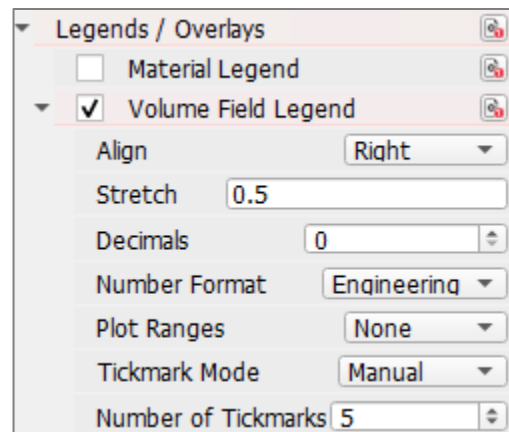 Legends / Overlays
Material Legend
Volume Field Legend
Align Right
Stretch 0.5
Decimals 0
Number Format Engineering
Plot Ranges None
Tickmark Mode Manual
Number of Tickmarks 5